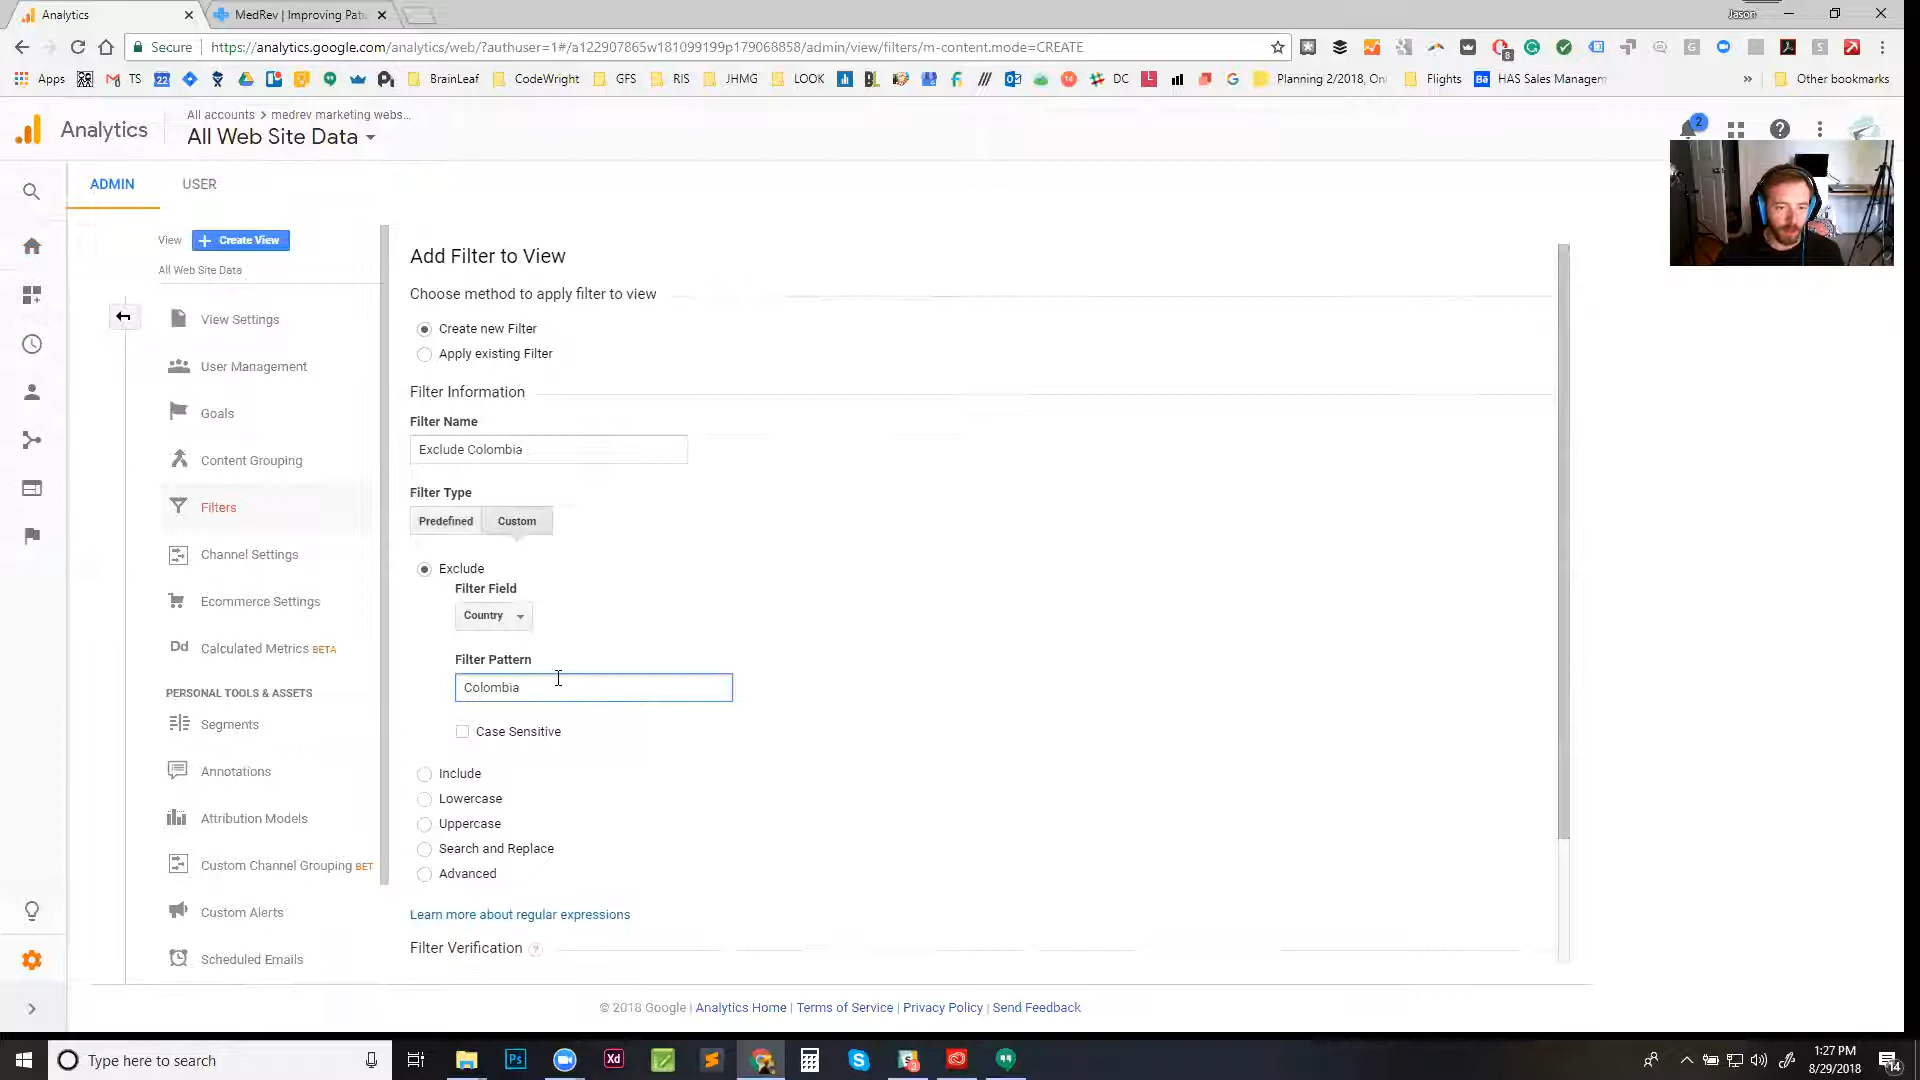 Analytics
MedRev | Improving Pati
Jason
Secure
https://analytics.google.com/analytics/web/?authuser=1#/a122907865w181099199p179068858/admin/view/filters/m-content.mode=CREATE
Apps
TS
22
BrainLeaf
CodeWright
GFS
RIS
JHMG
LOOK
BL
DC
Planning 2/2018, Onl
Flights
Bē
HAS Sales Managem
»
Other bookmarks
Analytics
All accounts > medrev marketing webs...
All Web Site Data
2
ADMIN
USER
View
+ Create View
All Web Site Data
View Settings
User Management
Goals
Content Grouping
Filters
Channel Settings
Ecommerce Settings
Dd Calculated Metrics BETA
PERSONAL TOOLS & ASSETS
Segments
Annotations
Attribution Models
Custom Channel Grouping BET
Custom Alerts
Scheduled Emails
Add Filter to View
Choose method to apply filter to view
Create new Filter
Apply existing Filter
Filter Information
Filter Name
Exclude Colombia
Filter Type
Predefined
Custom
Exclude
Filter Field
Country
Filter Pattern
Colombia
Case Sensitive
Include
Lowercase
Uppercase
Search and Replace
Advanced
Learn more about regular expressions
Filter Verification ?
© 2018 Google | Analytics Home | Terms of Service | Privacy Policy | Send Feedback
Type here to search
Ps
Xd
1:27 PM
8/29/2018
14